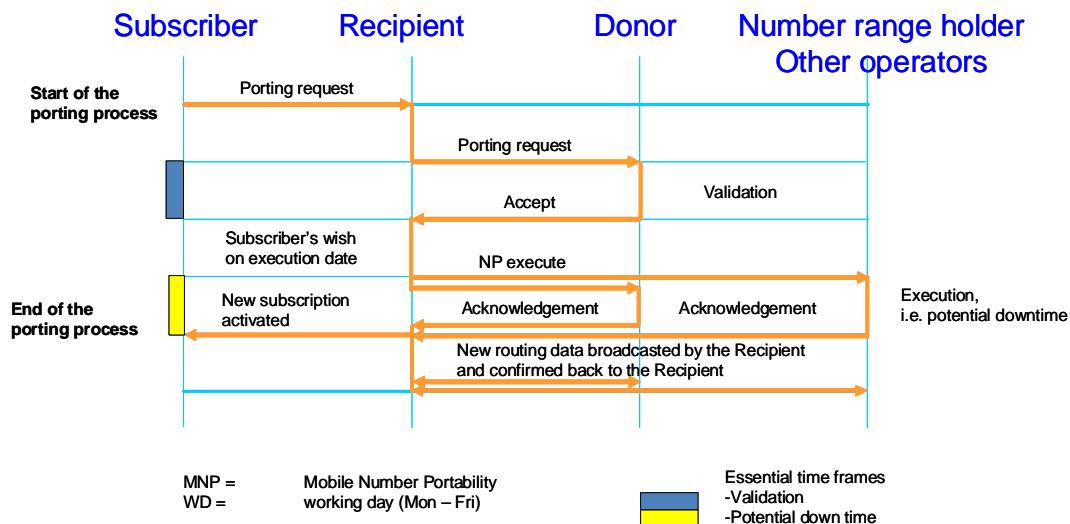 Subscriber
Recipient
Donor
Number range holder
Other operators
Start of the
porting process
Porting request
Porting request
Validation
Accept
Subscriber's wish
on execution date
NP execute
End of the
porting process
New subscription
activated
Acknowledgement
Acknowledgement
Execution,
i.e. potential downtime
New routing data broadcasted by the Recipient
and confirmed back to the Recipient
MNP =
Mobile Number Portability
WD =
working day (Mon – Fri)
Essential time frames
-Validation
-Potential down time